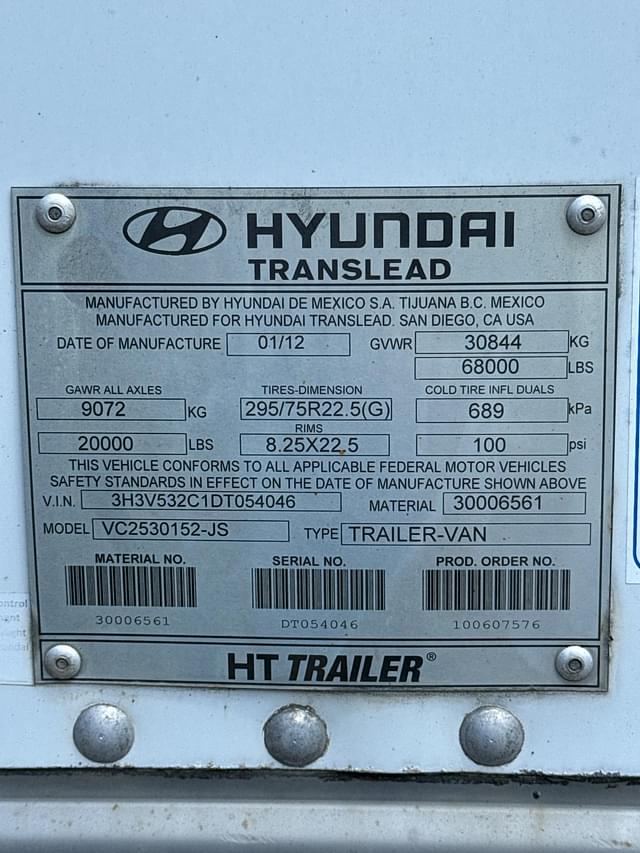 HYUNDAI
TRANSLEAD
MANUFACTURED BY HYUNDAI DE MEXICO S.A. TIJUANA B.C. MEXICO
MANUFACTURED FOR HYUNDAI TRANSLEAD. SAN DIEGO, CA USA
DATE OF MANUFACTURE 01/12 GVWR 30844 KG
68000 LBS
GAWR ALL AXLES TIRES-DIMENSION COLD TIRE INFL DUALS
9072 KG 295/75R22.5(G) 689 kPa
RIMS
20000 LBS 8.25X22.5 100 psi
THIS VEHICLE CONFORMS TO ALL APPLICABLE FEDERAL MOTOR VEHICLES
SAFETY STANDARDS IN EFFECT ON THE DATE OF MANUFACTURE SHOWN ABOVE
V.I.N. 3H3V532C1DT054046 MATERIAL 30006561
MODEL VC2530152-JS TYPE TRAILER-VAN
MATERIAL NO. SERIAL NO. PROD. ORDER NO.
30006561 DT054046 100607576
HT TRAILER®